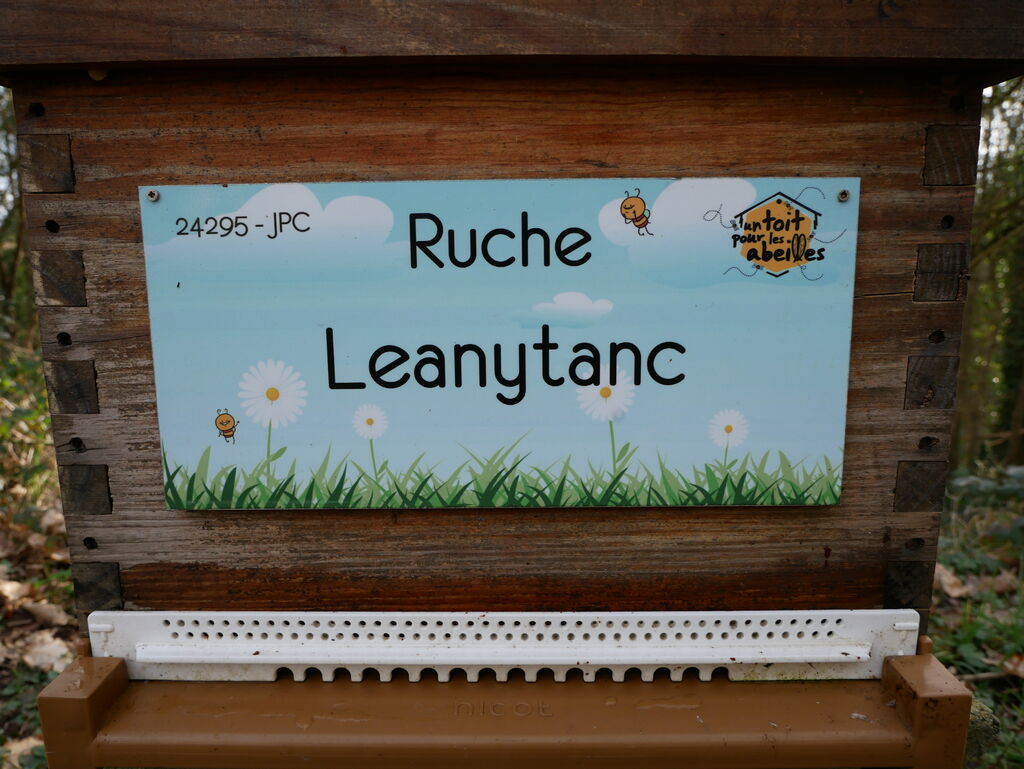 24295 - JPC
Ruche
un toit
pour les
abeilles
Leanytanc
nicot